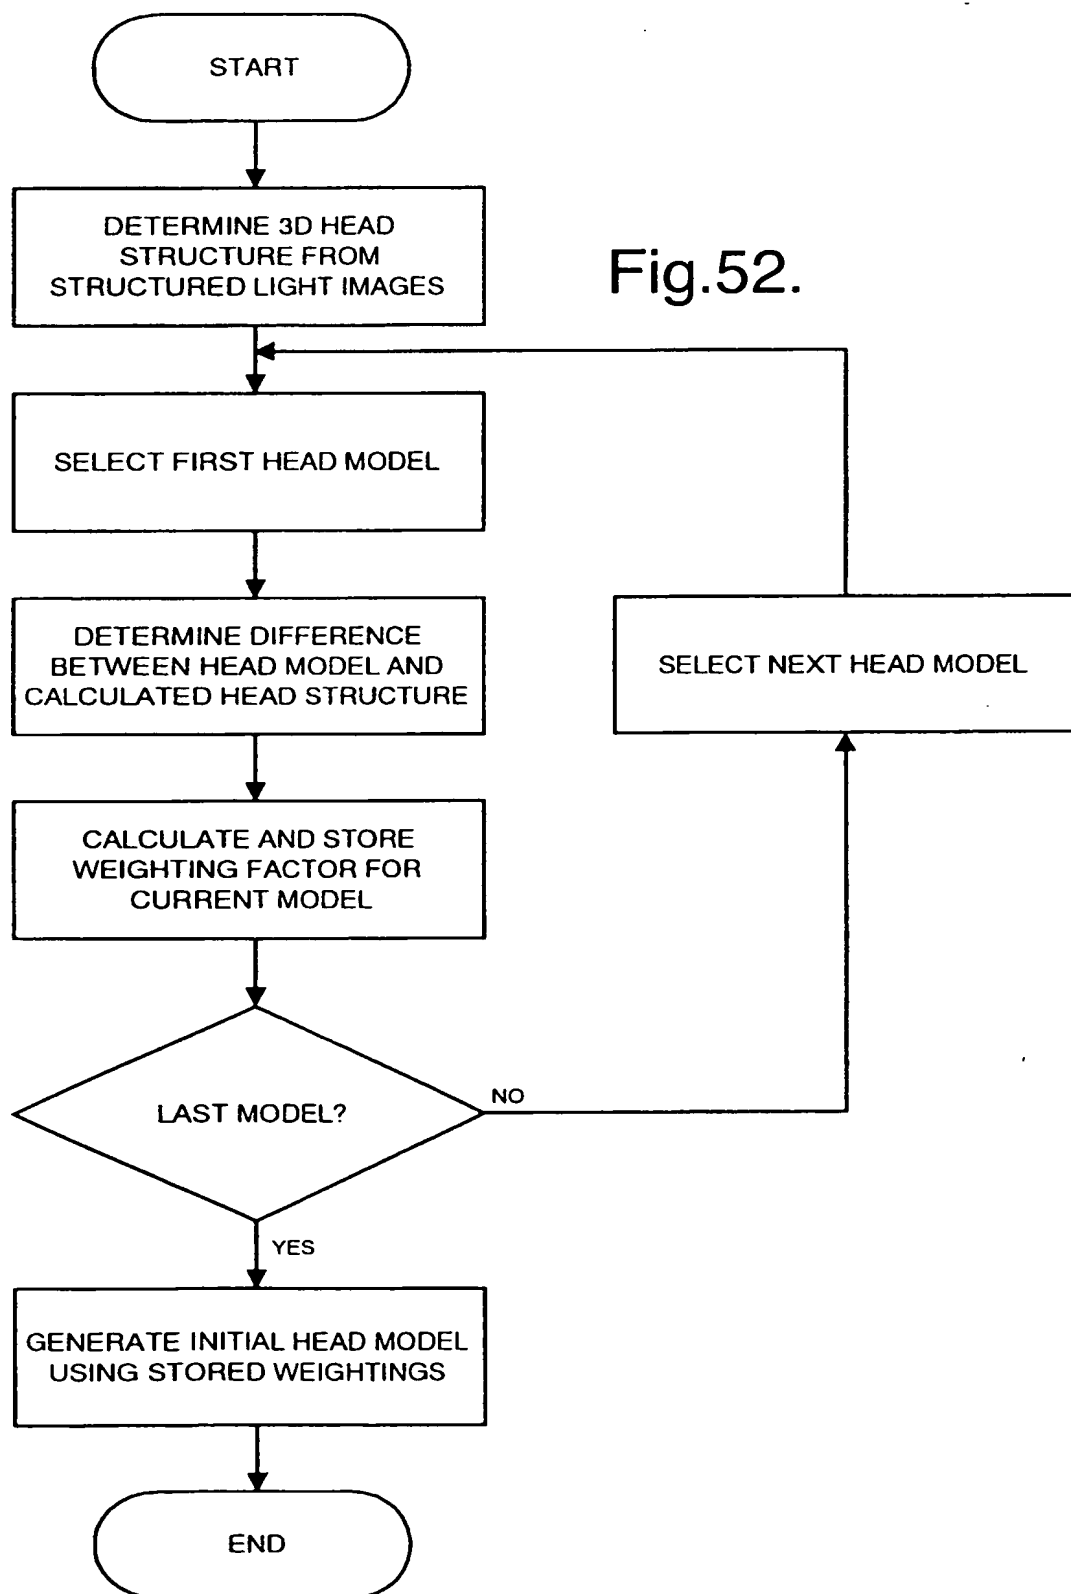 START
DETERMINE 3D HEAD
STRUCTURE FROM
STRUCTURED LIGHT IMAGES
Fig.52.
SELECT FIRST HEAD MODEL
DETERMINE DIFFERENCE
BETWEEN HEAD MODEL AND
CALCULATED HEAD STRUCTURE
SELECT NEXT HEAD MODEL
CALCULATE AND STORE
WEIGHTING FACTOR FOR
CURRENT MODEL
LAST MODEL?
NO
YES
GENERATE INITIAL HEAD MODEL
USING STORED WEIGHTINGS
END